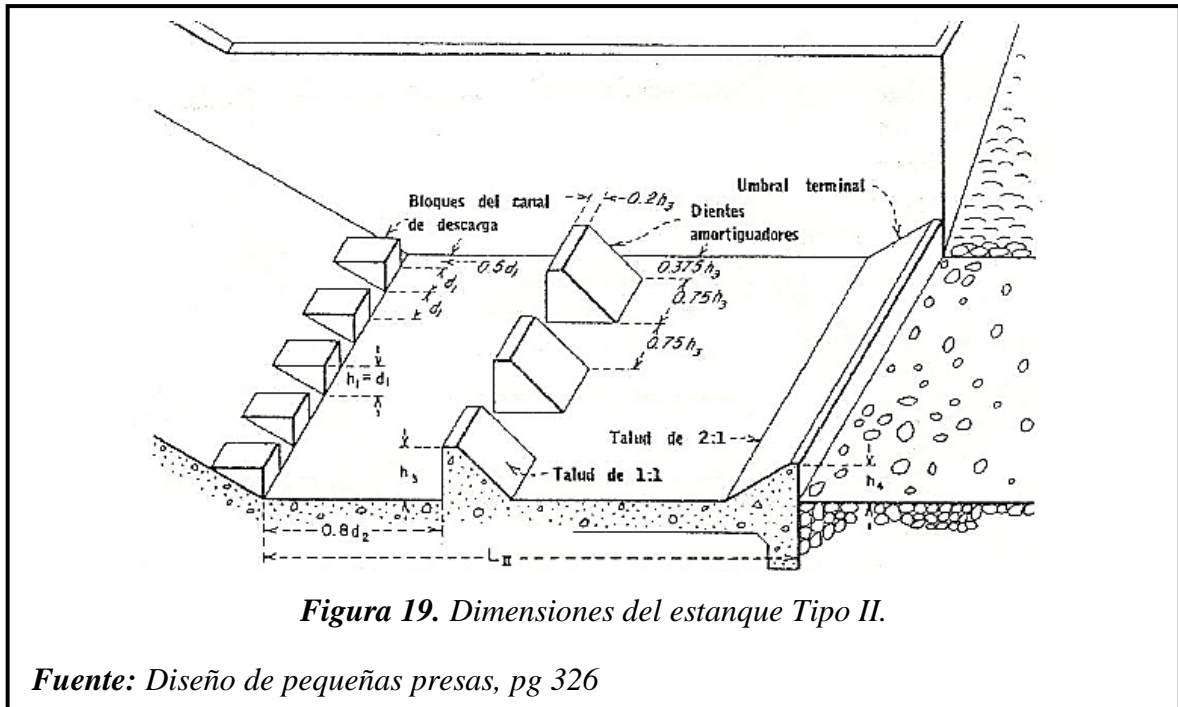 Umbral terminal
0.2h₃
Bloques del canal
de descarga
Dientes
amortiguadores
0.5d₁
d₁
d₁
0.375h₃
0.75h₃
0.75h₃
h₁=d₁
Talud de 2:1
Talud de 1:1
h₃
h₄
0.8d₂
L II
Figura 19. Dimensiones del estanque Tipo II.
Fuente: Diseño de pequeñas presas, pg 326